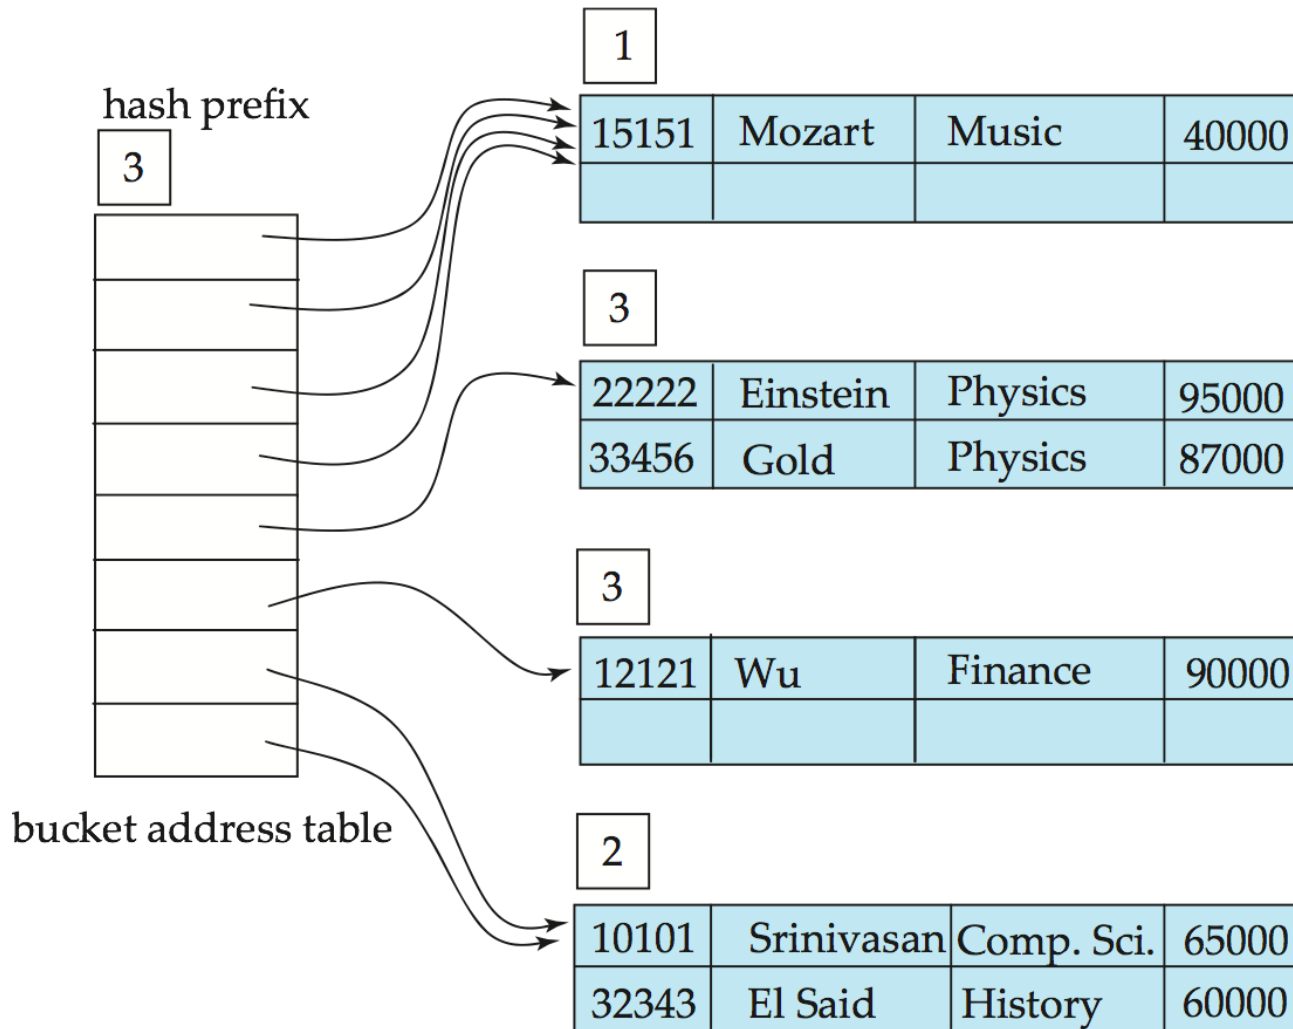 hash prefix
3
bucket address table
1
15151 Mozart Music 40000
3
22222 Einstein Physics 95000
33456 Gold Physics 87000
3
12121 Wu Finance 90000
2
10101 Srinivasan Comp. Sci. 65000
32343 El Said History 60000